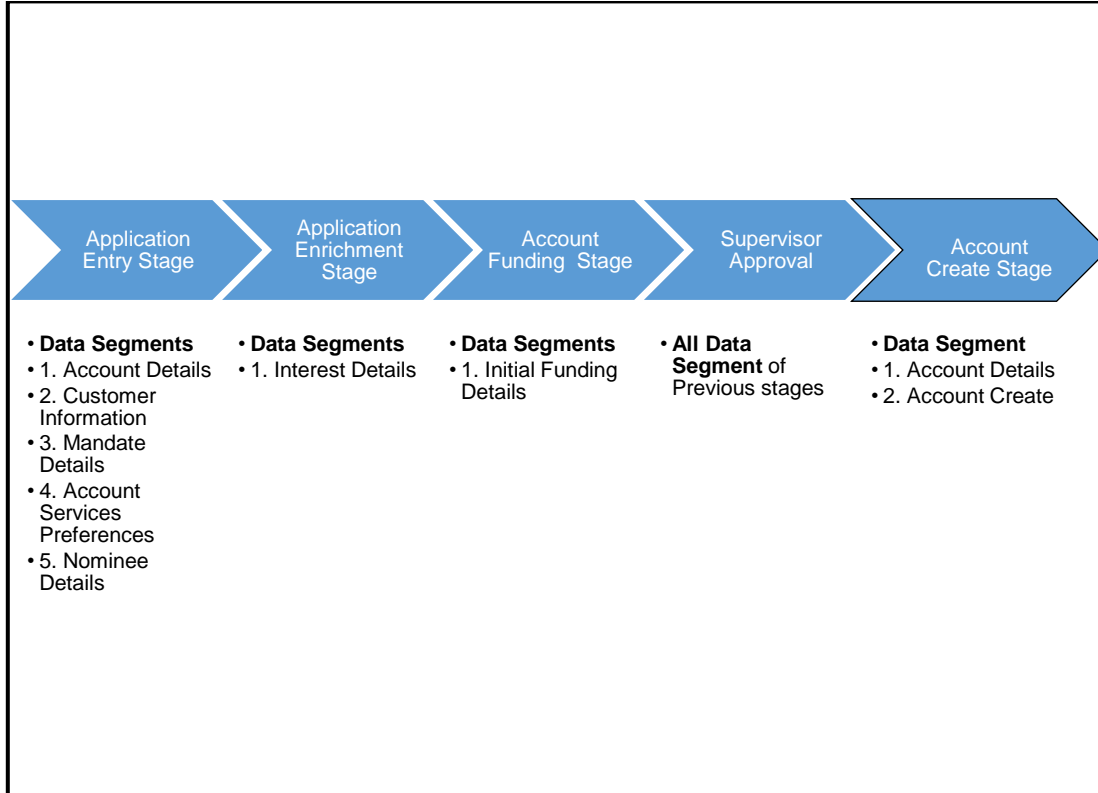 Application
Entry Stage
Application
Enrichment
Stage
Account
Funding  Stage
Supervisor
Approval
Account
Create Stage
• Data Segments
• 1. Account Details
• 2. Customer
Information
• 3. Mandate
Details
• 4. Account
Services
Preferences
• 5. Nominee
Details
• Data Segments
• 1. Interest Details
• Data Segments
• 1. Initial Funding
Details
• All Data
Segment of
Previous stages
• Data Segment
• 1. Account Details
• 2. Account Create